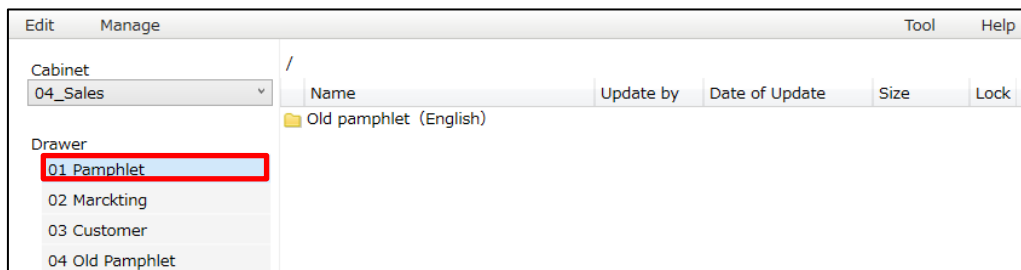 Edit Manage Tool Help
Cabinet
04_Sales
Drawer
01 Pamphlet
02 Marckting
03 Customer
04 Old Pamphlet
/
Name Update by Date of Update Size Lock
Old pamphlet（English）